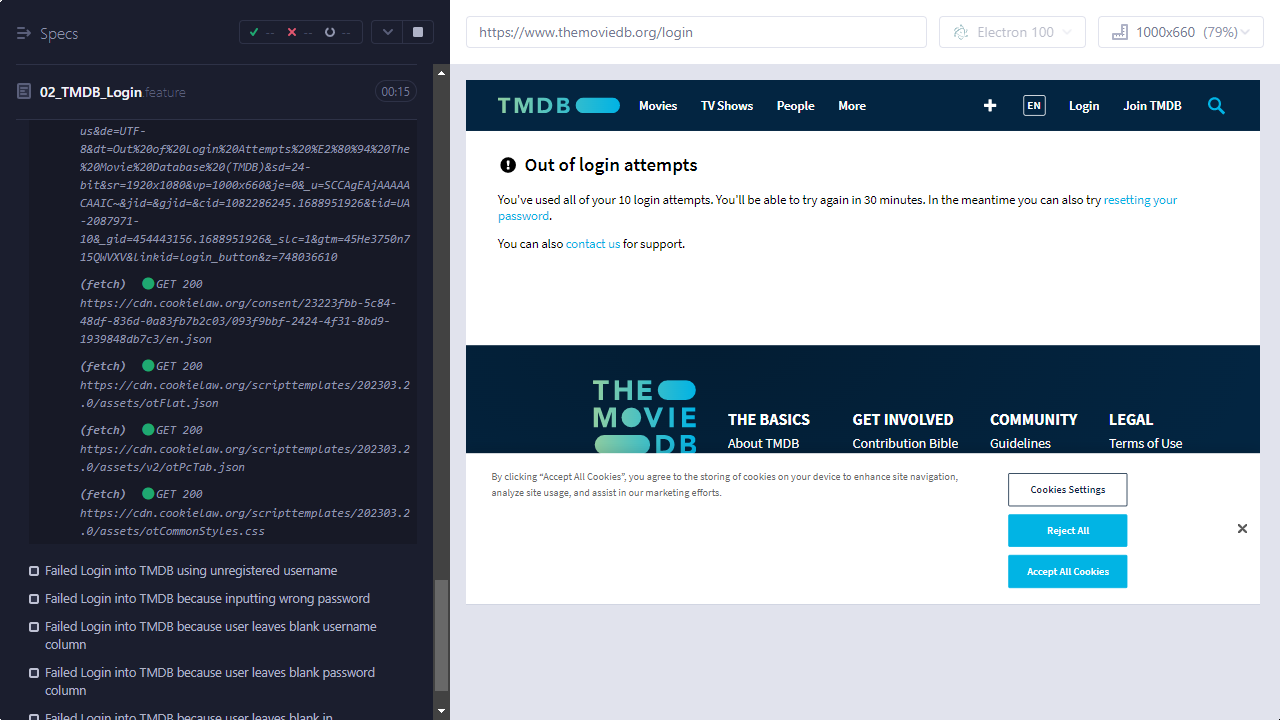 Specs
--
--
--
02_TMDB_Login.feature
00:15
us&de=UTF-
8&dt=Out%20of%20Login%20Attempts%20%E2%80%94%20The
%20Movie%20Database%20(TMDB)&sd=24-
bit&sr=1920x1080&vp=1000x660&je=0&_u=SCCAgEAjAAAAA
CAAIC~&jid=&gjid=&cid=1082286245.1688951926&tid=UA
-2087971-
10&_gid=454443156.1688951926&_slc=1&gtm=45He3750n7
15QWVXV&linkid=login_button&z=748036610
(fetch) GET 200
https://cdn.cookielaw.org/consent/23223fbb-5c84-
48df-836d-0a83fb7b2c03/093f9bbf-2424-4f31-8bd9-
1939848db7c3/en.json
(fetch) GET 200
https://cdn.cookielaw.org/scripttemplates/202303.2
.0/assets/otFlat.json
(fetch) GET 200
https://cdn.cookielaw.org/scripttemplates/202303.2
.0/assets/v2/otPcTab.json
(fetch) GET 200
https://cdn.cookielaw.org/scripttemplates/202303.2
.0/assets/otCommonStyles.css
Failed Login into TMDB using unregistered username
Failed Login into TMDB because inputting wrong password
Failed Login into TMDB because user leaves blank username
column
Failed Login into TMDB because user leaves blank password
column
Failed Login into TMDB because user leaves blank in
https://www.themoviedb.org/login
Electron 100
1000x660 (79%)
TMDB
Movies
TV Shows
People
More
EN
Login
Join TMDB
Out of login attempts
You've used all of your 10 login attempts. You'll be able to try again in 30 minutes. In the meantime you can also try resetting your
password.
You can also contact us for support.
THE
MOVIE
DB
THE BASICS
About TMDB
GET INVOLVED
Contribution Bible
COMMUNITY
Guidelines
LEGAL
Terms of Use
By clicking “Accept All Cookies”, you agree to the storing of cookies on your device to enhance site navigation,
analyze site usage, and assist in our marketing efforts.
Cookies Settings
Reject All
Accept All Cookies